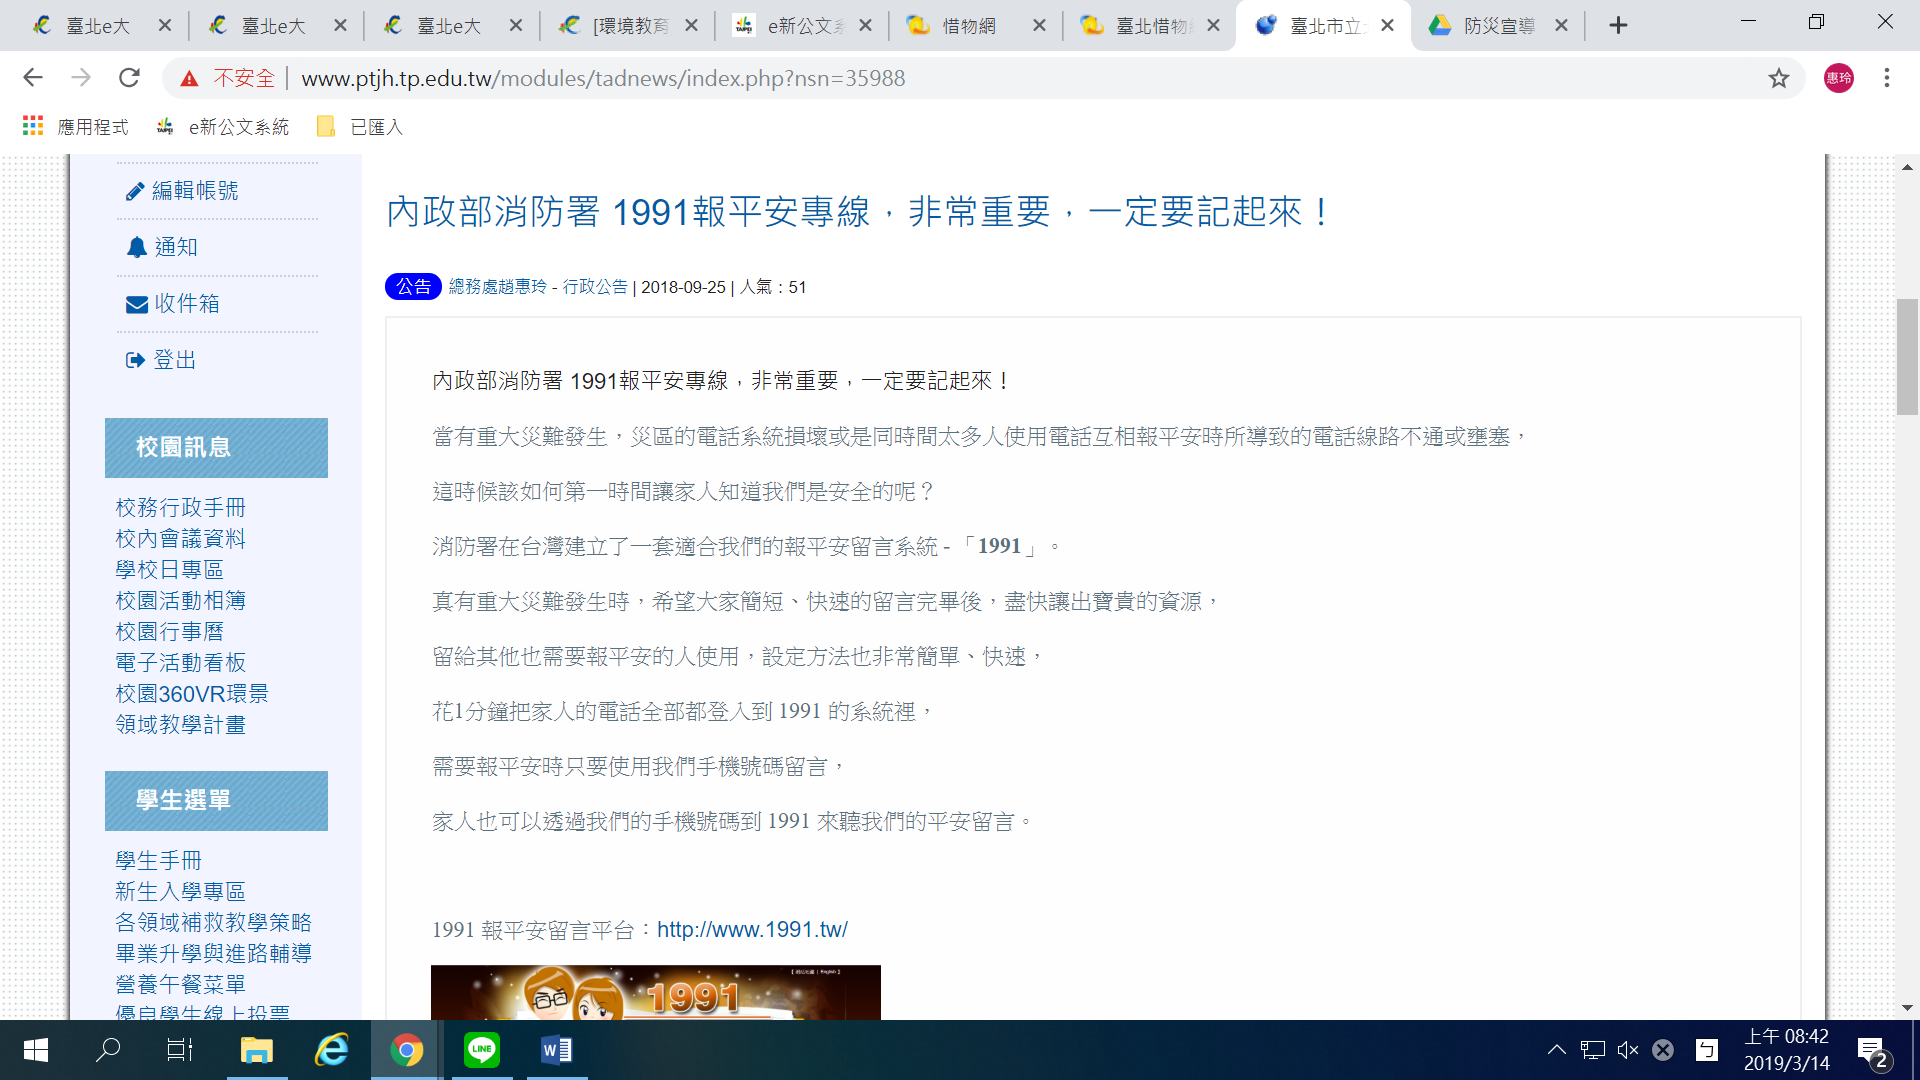 臺北e大
臺北e大
臺北e大
[環境教育
e新公文系
惜物網
臺北惜物
臺北市立
防災宣導
不安全 | www.ptjh.tp.edu.tw/modules/tadnews/index.php?nsn=35988
惠玲
應用程式
e新公文系統
已匯入
編輯帳號
通知
收件箱
登出
校園訊息
校務行政手冊
校內會議資料
學校日專區
校園活動相簿
校園行事曆
電子活動看板
校園360VR環景
領域教學計畫
學生選單
學生手冊
新生入學專區
各領域補救教學策略
畢業升學與進路輔導
營養午餐菜單
優良學生線上投票
內政部消防署 1991報平安專線，非常重要，一定要記起來！
公告 總務處趙惠玲 - 行政公告 | 2018-09-25 | 人氣：51
內政部消防署 1991報平安專線，非常重要，一定要記起來！
當有重大災難發生，災區的電話系統損壞或是同時間太多人使用電話互相報平安時所導致的電話線路不通或壅塞，
這時候該如何第一時間讓家人知道我們是安全的呢？
消防署在台灣建立了一套適合我們的報平安留言系統 - 「1991」。
真有重大災難發生時，希望大家簡短、快速的留言完畢後，盡快讓出寶貴的資源，
留給其他也需要報平安的人使用，設定方法也非常簡單、快速，
花1分鐘把家人的電話全部都登入到 1991 的系統裡，
需要報平安時只要使用我們手機號碼留言，
家人也可以透過我們的手機號碼到 1991 來聽我們的平安留言。
1991 報平安留言平台：http://www.1991.tw/
1991
LINE
ㄅ
上午 08:42
2019/3/14
2